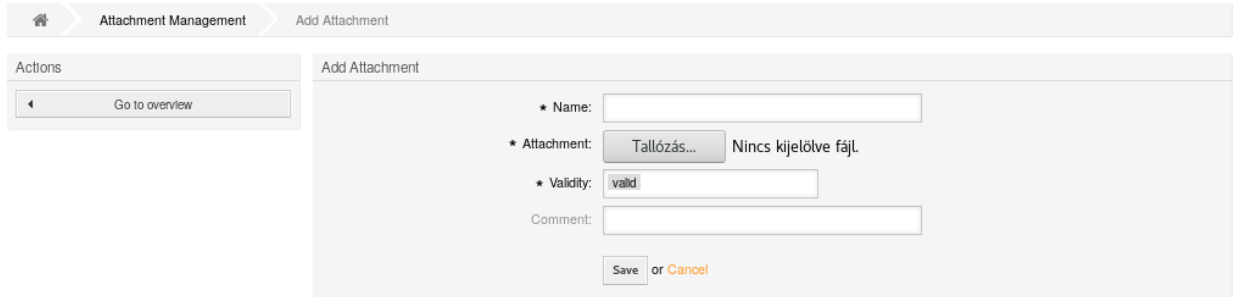 Attachment Management Add Attachment
Actions
Go to overview
Add Attachment
★ Name:
★ Attachment: Tallózás... Nincs kijelölve fájl.
★ Validity: valid
Comment:
Save or Cancel